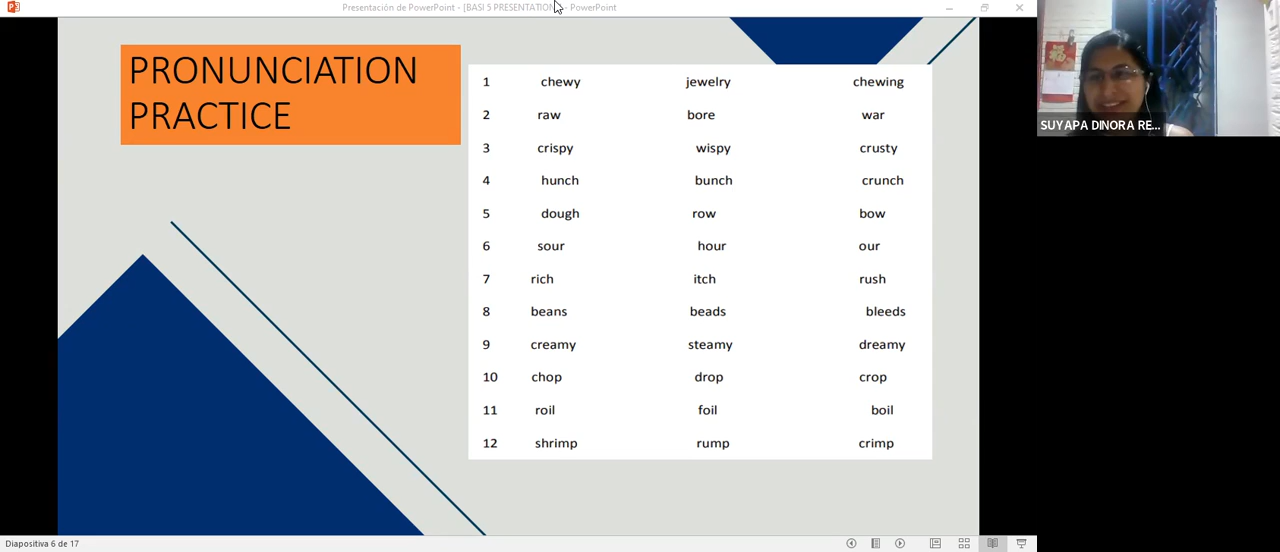 Presentación de PowerPoint - [BASI 5 PRESENTATION] - PowerPoint
PRONUNCIATION
PRACTICE
1 chewy jewelry chewing
2 raw bore war
3 crispy wispy crusty
4 hunch bunch crunch
5 dough row bow
6 sour hour our
7 rich itch rush
8 beans beads bleeds
9 creamy steamy dreamy
10 chop drop crop
11 roil foil boil
12 shrimp rump crimp
SUYAPA DINORA RE...
Diapositiva 6 de 17